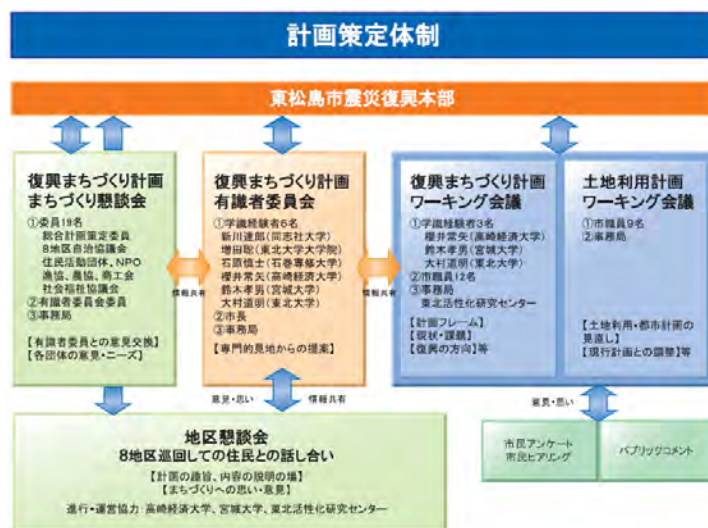 計画策定体制
東松島市震災復興本部
復興まちづくり計画
まちづくり懇談会
①委員19名
総合計画策定委員
8地区自治協議会
住民活動団体、NPO
漁協、農協、商工会
社会福祉協議会
②有識者委員会委員
③事務局
【有識者委員との意見交換】
【各団体の意見・ニーズ】
情報共有
復興まちづくり計画
有識者委員会
①学識経験者6名
新川達郎(同志社大学)
増田聡(東北大学大学院)
石原慎士(石巻専修大学)
櫻井常矢(高崎経済大学)
鈴木孝男(宮城大学)
大村道明(東北大学)
②市長
③事務局
【専門的見地からの提案】
情報共有
復興まちづくり計画
ワーキング会議
①学識経験者3名
櫻井常矢(高崎経済大学)
鈴木孝男(宮城大学)
大村道明(東北大学)
②市職員12名
③事務局
東北活性化研究センター
【計画フレーム】
【現状・課題】
【復興の方向】等
土地利用計画
ワーキング会議
①市職員9名
②事務局
【土地利用・都市計画の
見直し】
【現行計画との調整】等
意見・思い
情報共有
意見・思い
地区懇談会
8地区巡回しての住民との話し合い
【計画の趣旨、内容の説明の場】
【まちづくりへの思い・意見】
進行・運営協力:高崎経済大学、宮城大学、東北活性化研究センター
市民アンケート
市民ヒアリング
パブリックコメント